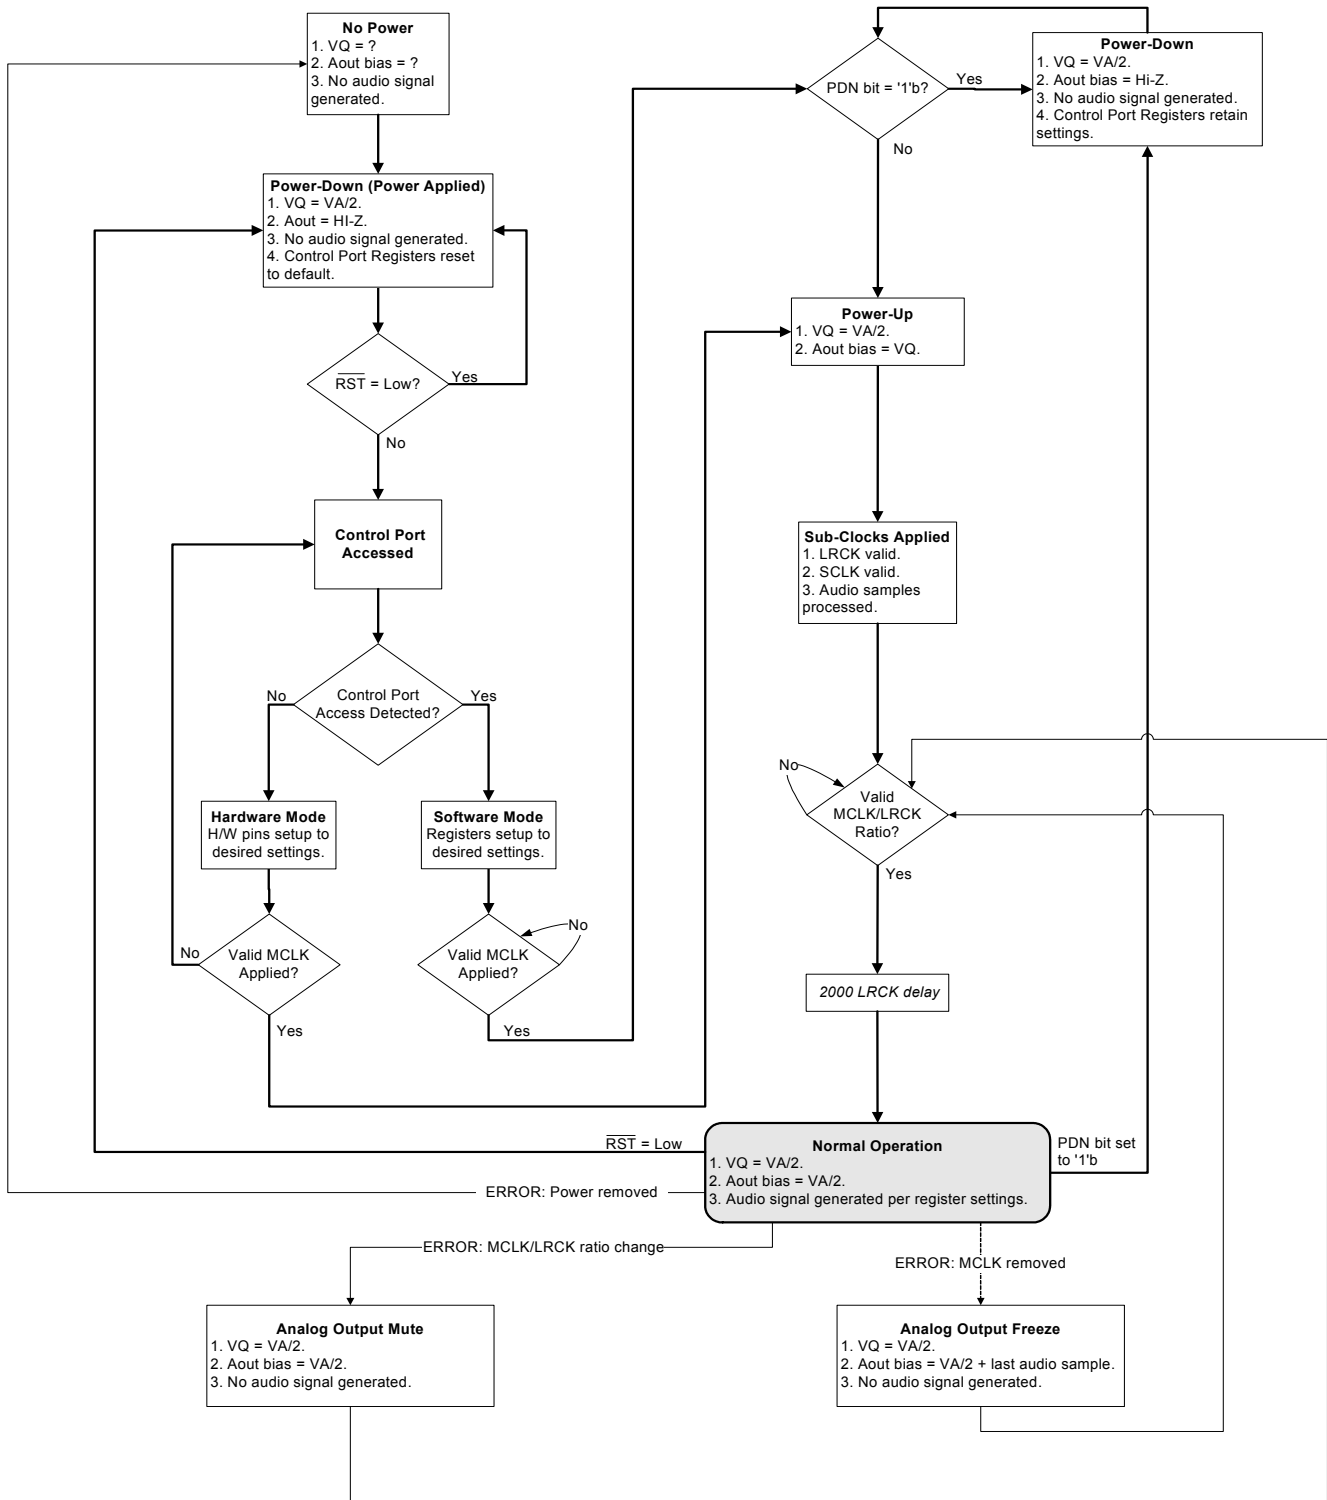 No Power
1. VQ = ?
2. Aout bias = ?
3. No audio signal
generated.
Power-Down (Power Applied)
1. VQ = VA/2.
2. Aout = HI-Z.
3. No audio signal generated.
4. Control Port Registers reset
to default.
RST = Low?
Yes
No
Control Port
Accessed
Control Port
Access Detected?
No
Yes
Hardware Mode
H/W pins setup to
desired settings.
Software Mode
Registers setup to
desired settings.
Valid MCLK
Applied?
No
Yes
Valid MCLK
Applied?
No
Yes
PDN bit = '1'b?
Yes
No
Power-Down
1. VQ = VA/2.
2. Aout bias = Hi-Z.
3. No audio signal generated.
4. Control Port Registers retain
settings.
Power-Up
1. VQ = VA/2.
2. Aout bias = VQ.
Sub-Clocks Applied
1. LRCK valid.
2. SCLK valid.
3. Audio samples
processed.
No
Valid
MCLK/LRCK
Ratio?
Yes
2000 LRCK delay
Normal Operation
1. VQ = VA/2.
2. Aout bias = VA/2.
3. Audio signal generated per register settings.
RST = Low
PDN bit set
to '1'b
ERROR: Power removed
ERROR: MCLK/LRCK ratio change
ERROR: MCLK removed
Analog Output Mute
1. VQ = VA/2.
2. Aout bias = VA/2.
3. No audio signal generated.
Analog Output Freeze
1. VQ = VA/2.
2. Aout bias = VA/2 + last audio sample.
3. No audio signal generated.